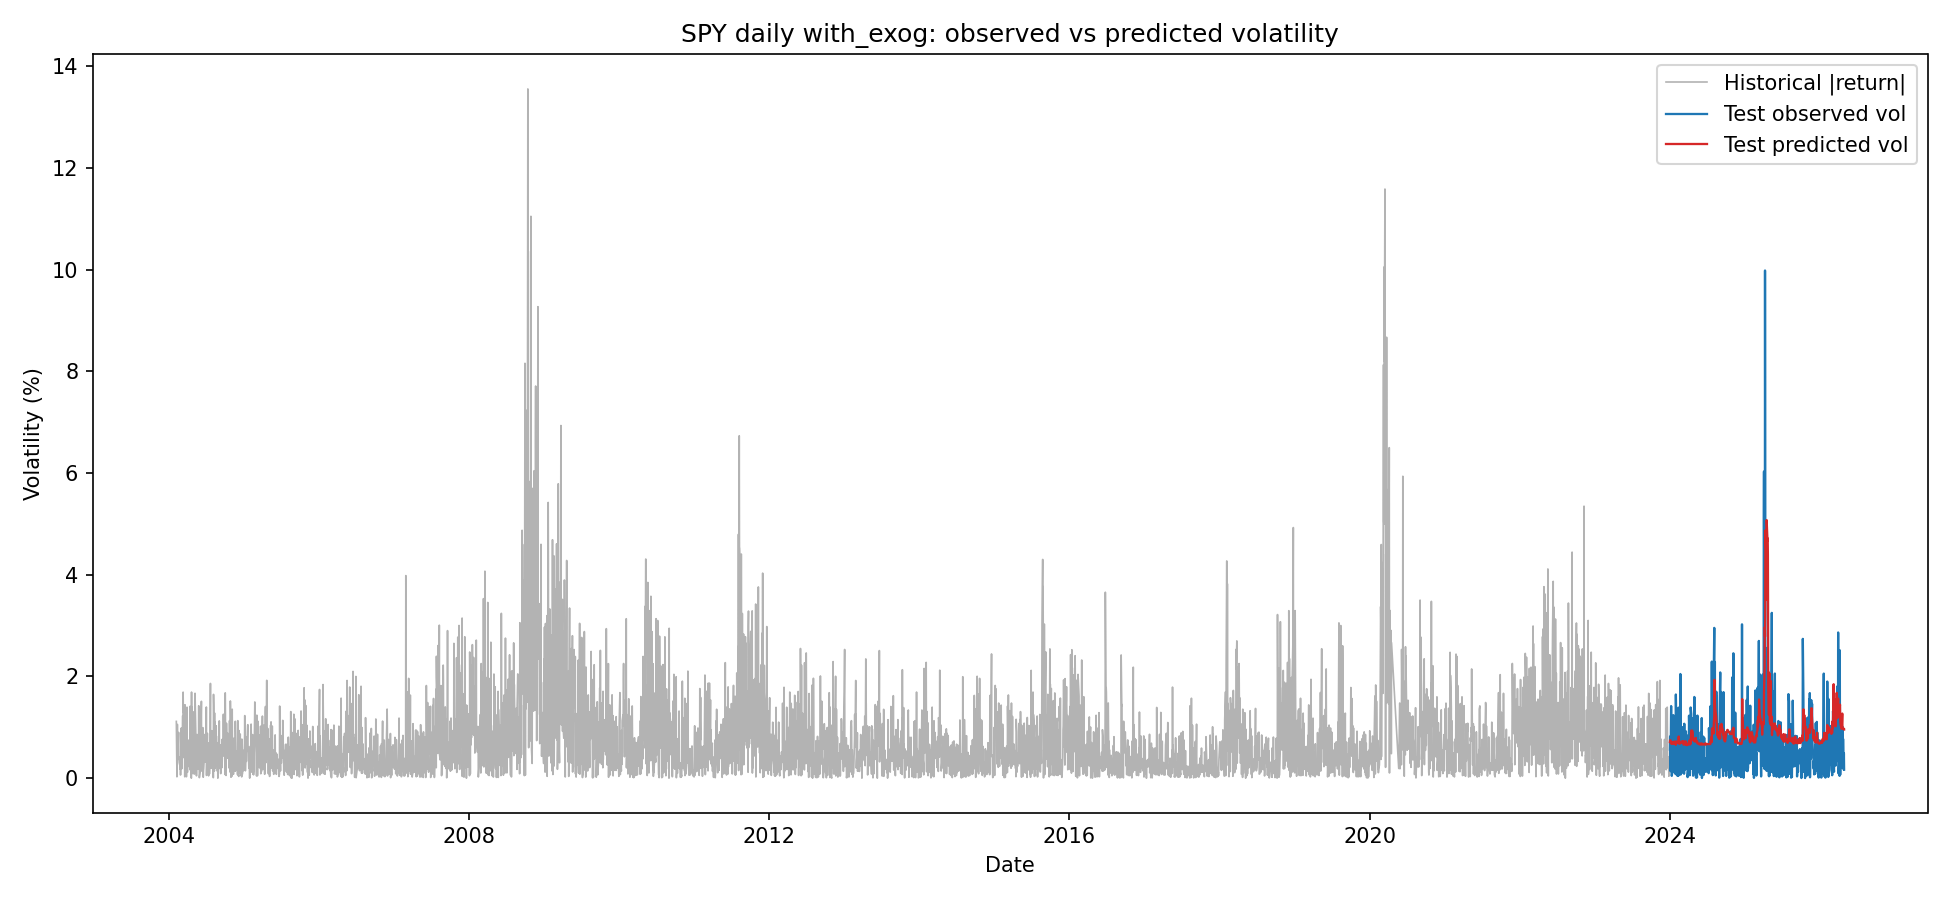 SPY daily with_exog: observed vs predicted volatility
Historical |return|
Test observed vol
Test predicted vol
Volatility (%)
14
12
10
8
6
4
2
0
2004
2008
2012
2016
2020
2024
Date